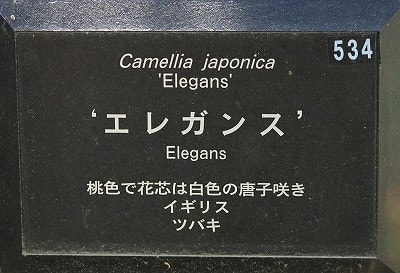 534
Camellia japonica
'Elegans'
‘エレガンス’
Elegans
桃色で花芯は白色の唐子咲き
イギリス
ツバキ